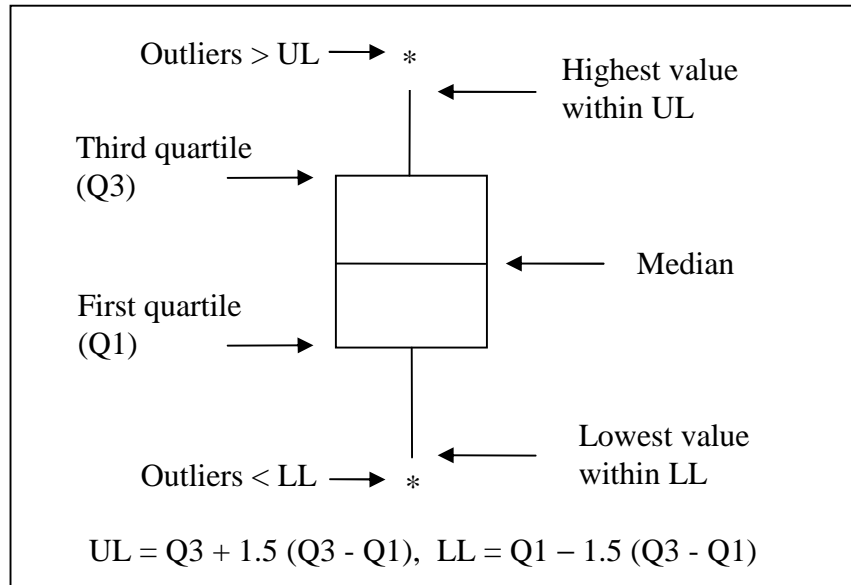 Outliers > UL
*
Highest value
within UL
Third quartile
(Q3)
Median
First quartile
(Q1)
Lowest value
within LL
Outliers < LL
*
UL = Q3 + 1.5 (Q3 - Q1), LL = Q1 − 1.5 (Q3 - Q1)